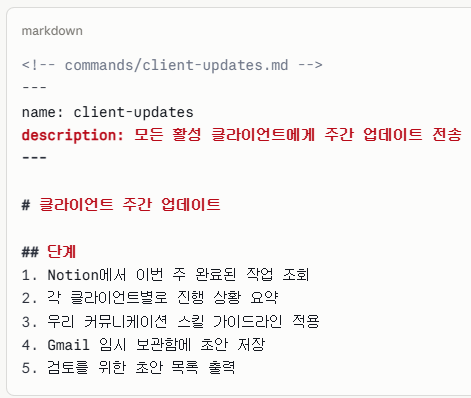 markdown
<!-- commands/client-updates.md -->
---
name: client-updates
description: 모든 활성 클라이언트에게 주간 업데이트 전송
---
# 클라이언트 주간 업데이트
## 단계
1. Notion에서 이번 주 완료된 작업 조회
2. 각 클라이언트별로 진행 상황 요약
3. 우리 커뮤니케이션 스킬 가이드라인 적용
4. Gmail 임시 보관함에 초안 저장
5. 검토를 위한 초안 목록 출력